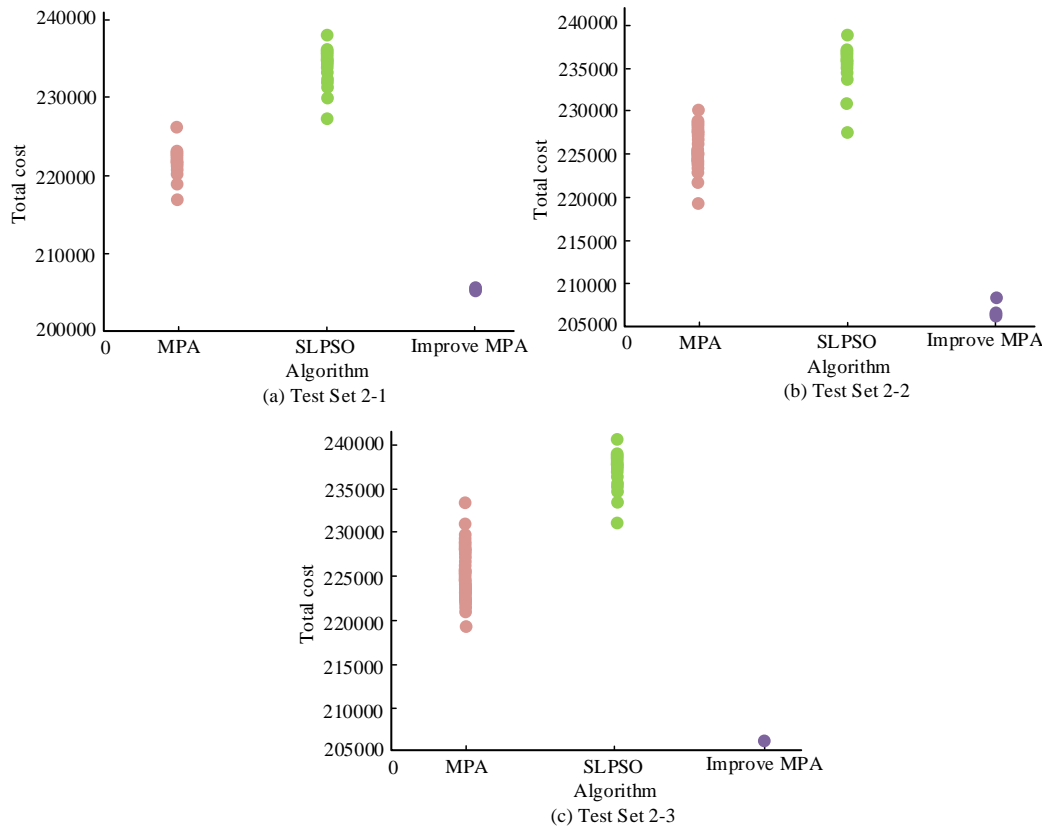 240000
230000
220000
210000
200000
Total cost
0
MPA
SLPSO
Improve MPA
Algorithm
(a) Test Set 2-1
240000
235000
230000
225000
220000
215000
210000
205000
Total cost
0
MPA
SLPSO
Improve MPA
Algorithm
(b) Test Set 2-2
240000
235000
230000
225000
220000
215000
210000
205000
Total cost
0
MPA
SLPSO
Improve MPA
Algorithm
(c) Test Set 2-3